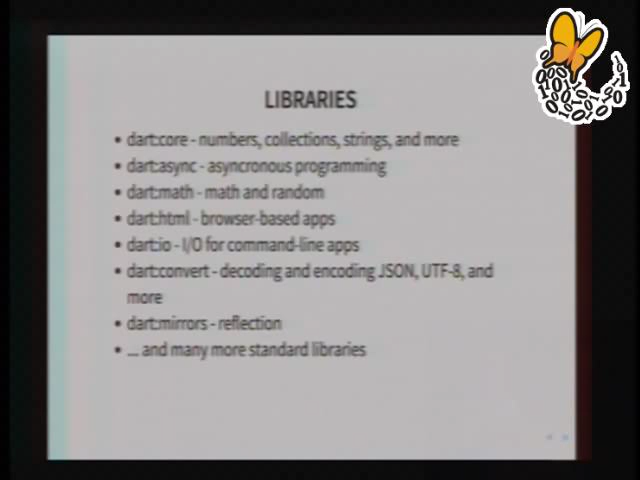 LIBRARIES
• dart:core - numbers, collections, strings, and more
• dart:async - asyncronous programming
• dart:math - math and random
• dart:html - browser-based apps
• dart:io - I/O for command-line apps
• dart:convert - decoding and encoding JSON, UTF-8, and
more
• dart:mirrors - reflection
• ... and many more standard libraries